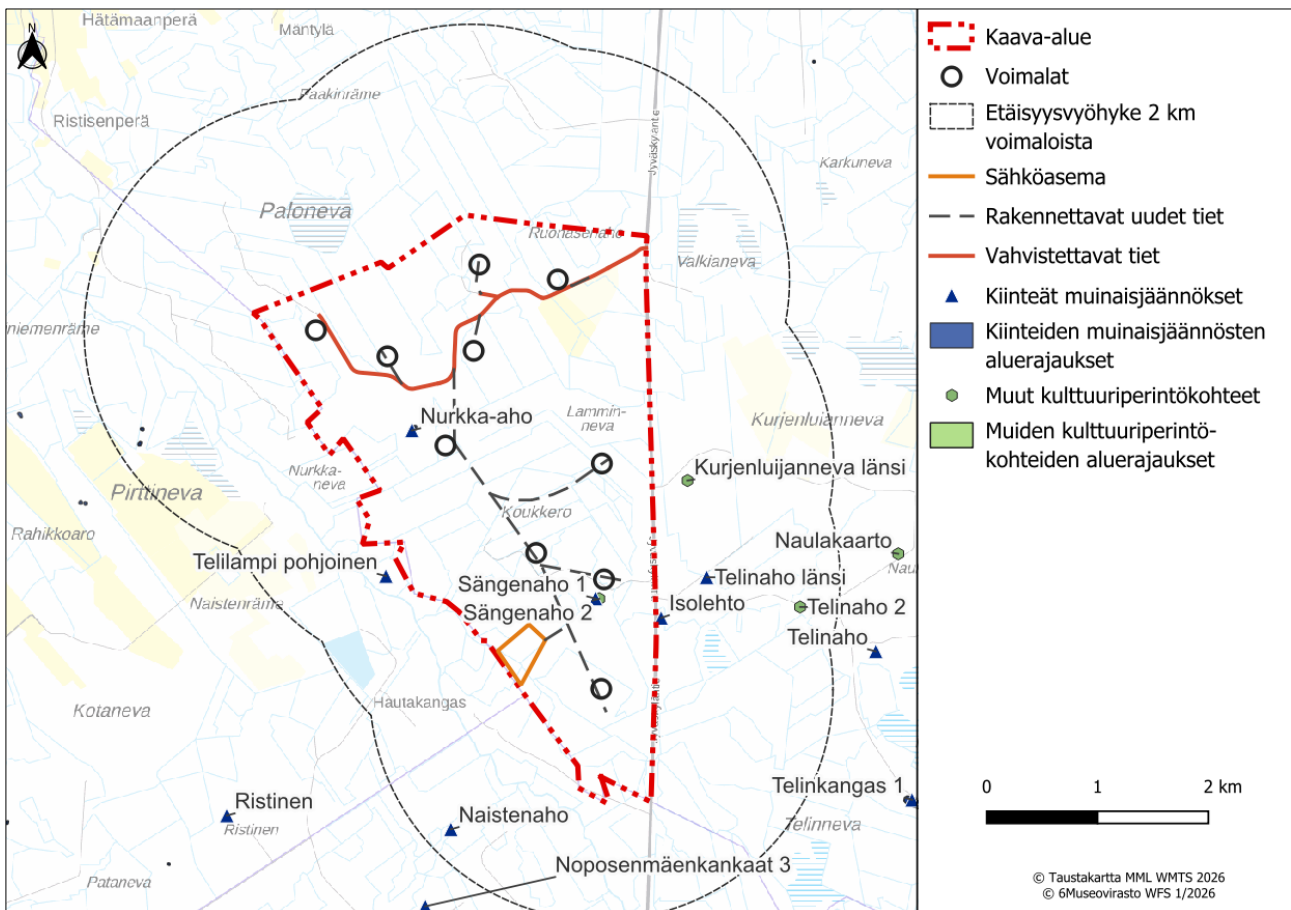 Hätämaanperä
Mäntylä
N
Paakinräme
Ristisenperä
Jyväskyläntie
Karkuneva
Paloneva
Ruohasenaho
Valkianeva
niemenräme
Nurkka-aho
Lammin-
neva
Kurjenluianneva
Nurkka-
neva
Kurjenluijanneva länsi
Pirttineva
Koukkero
Rahikkoaro
Naulakaarto
Telilampi pohjoinen
Nau
Sängenaho 1
Telinaho länsi
Naistenräme
Sängenaho 2
Isolehto
Telinaho 2
Telinaho
Hautakangas
Kotaneva
Telinkangas 1
Ristinen
Ristinen
Naistenaho
Telinneva
Noposenmäenkankaat 3
Pataneva
Kaava-alue
Voimalat
Etäisyysvyöhyke 2 km
voimaloista
Sähköasema
Rakennettavat uudet tiet
Vahvistettavat tiet
Kiinteät muinaisjäännökset
Kiinteiden muinaisjäännösten
aluerajaukset
Muut kulttuuriperintökohteet
Muiden kulttuuriperintö-
kohteiden aluerajaukset
0 1 2 km
© Taustakartta MML WMTS 2026
© 6Museovirasto WFS 1/2026